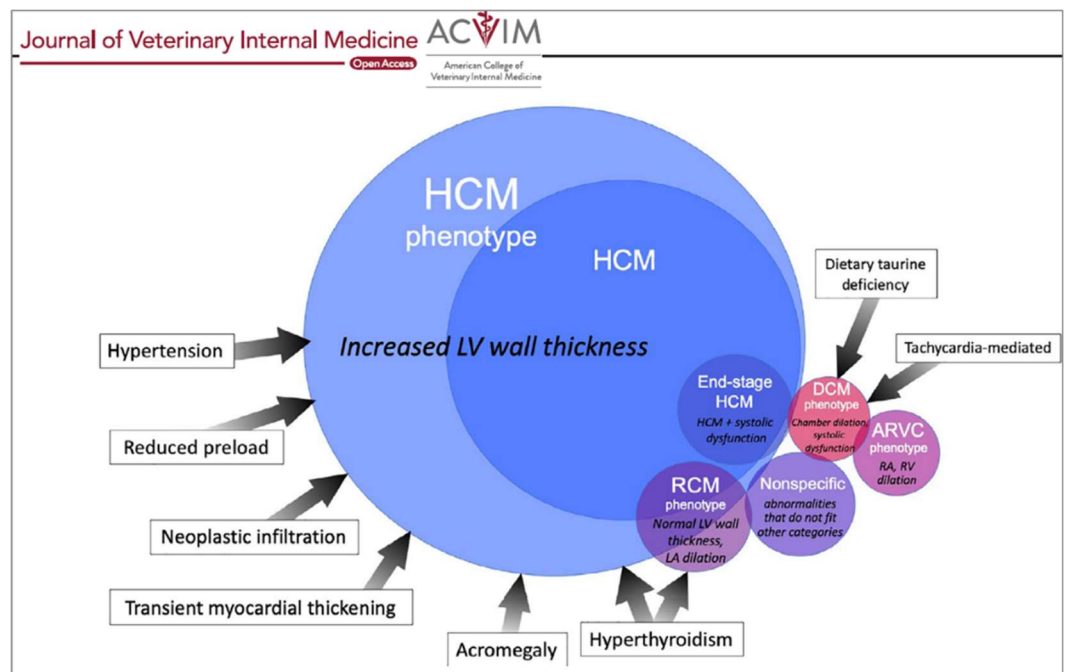 Journal of Veterinary Internal Medicine
Open Access
ACVIM
American College of
Veterinary Internal Medicine
HCM
phenotype
HCM
Increased LV wall thickness
Dietary taurine
deficiency
Tachycardia-mediated
Hypertension
Reduced preload
Neoplastic infiltration
Transient myocardial thickening
Acromegaly
Hyperthyroidism
End-stage
HCM
HCM + systolic
dysfunction
DCM
phenotype
Chamber dilation,
systolic
dysfunction
ARVC
phenotype
RA, RV
dilation
RCM
phenotype
Normal LV wall
thickness,
LA dilation
Nonspecific
abnormalities
that do not fit
other categories